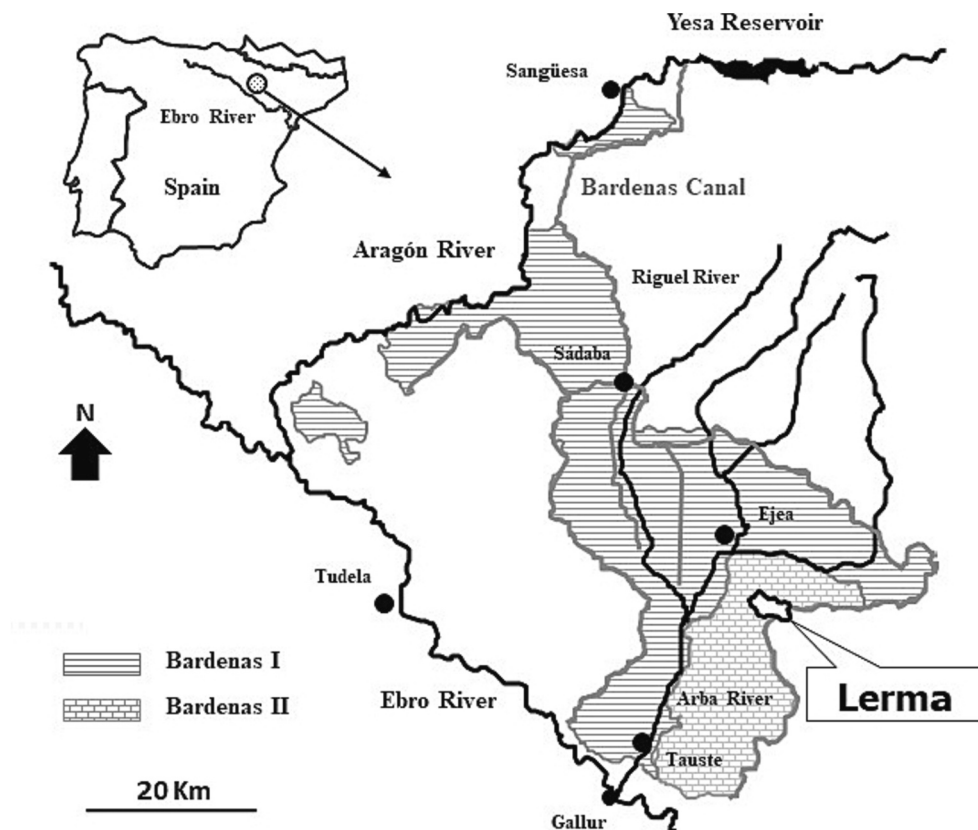 Yesa Reservoir
Sangüesa
Ebro River
Spain
Bardenas Canal
Aragón River
Riguel River
Sádaba
N
Ejea
Tudela
Bardenas I
Bardenas II
Ebro River
Arba River
Lerma
Tauste
20 Km
Gallur